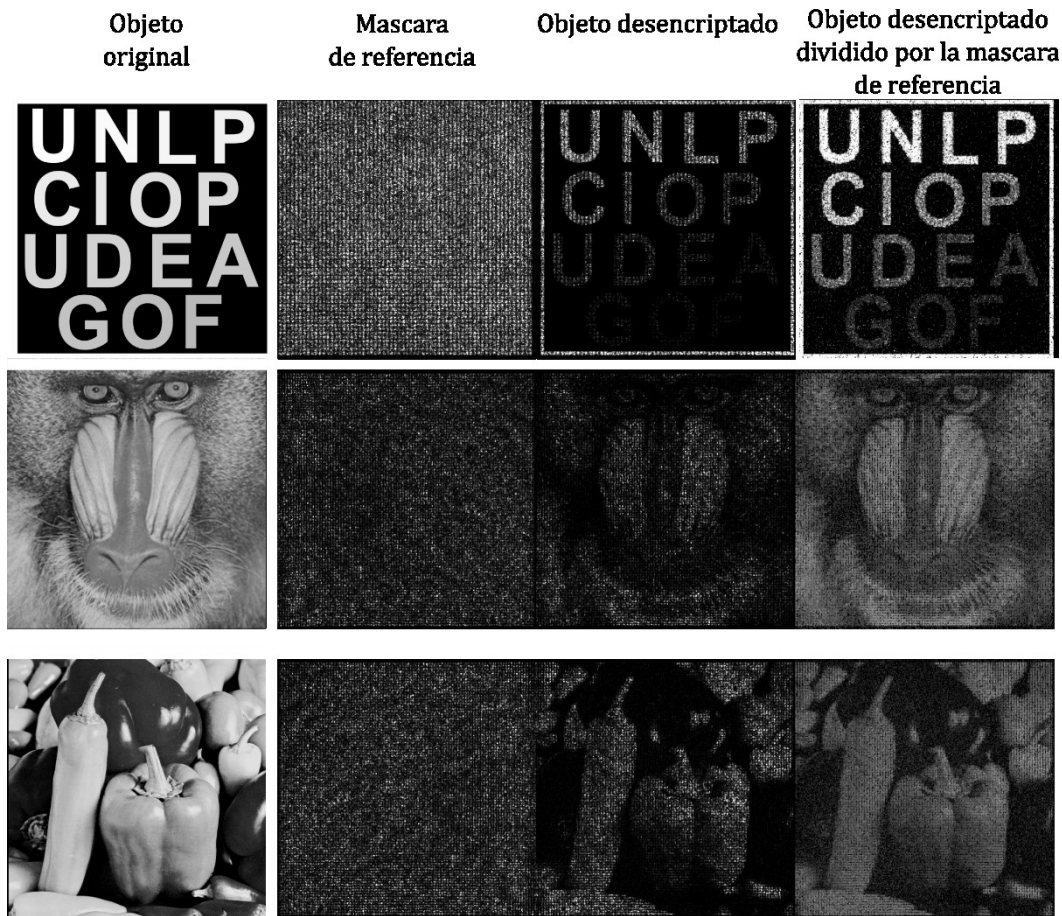 Objeto
original
Mascara
de referencia
Objeto desencriptado
Objeto desencriptado
dividido por la mascara
de referencia
UNLP
CIOP
UDEA
GOF
UNLP
CIOP
UDEA
GOF
UNLP
CIOP
UDEA
GOF